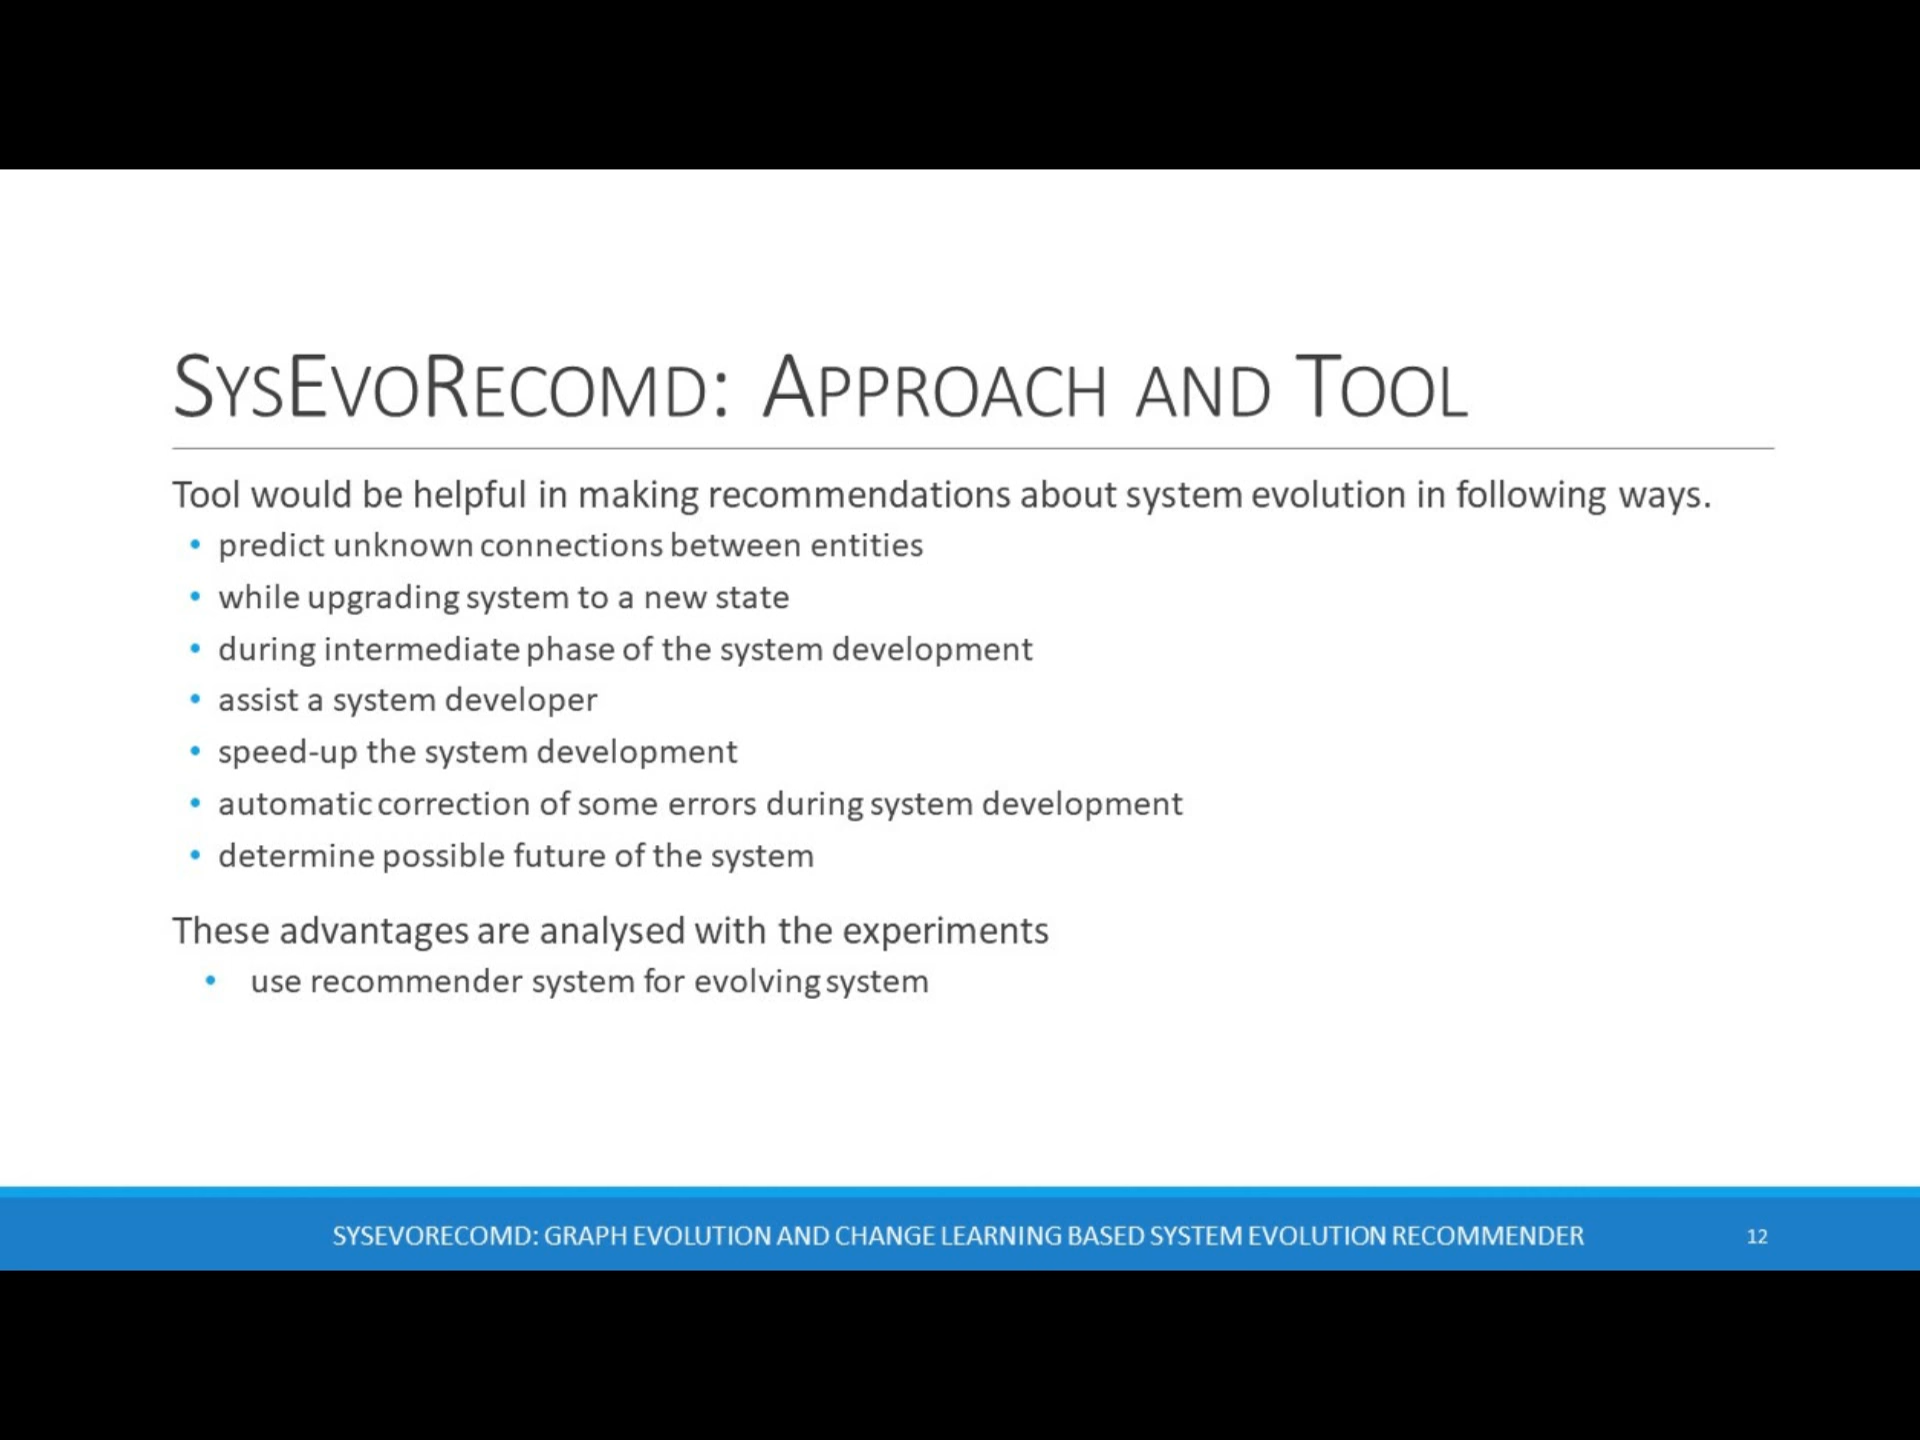 SYSEVORECOMD: APPROACH AND TOOL
Tool would be helpful in making recommendations about system evolution in following ways.
• predict unknown connections between entities
• while upgrading system to a new state
• during intermediate phase of the system development
• assist a system developer
• speed-up the system development
• automatic correction of some errors during system development
• determine possible future of the system
These advantages are analysed with the experiments
• use recommender system for evolving system
SYSEVORECOMD: GRAPH EVOLUTION AND CHANGE LEARNING BASED SYSTEM EVOLUTION RECOMMENDER
12